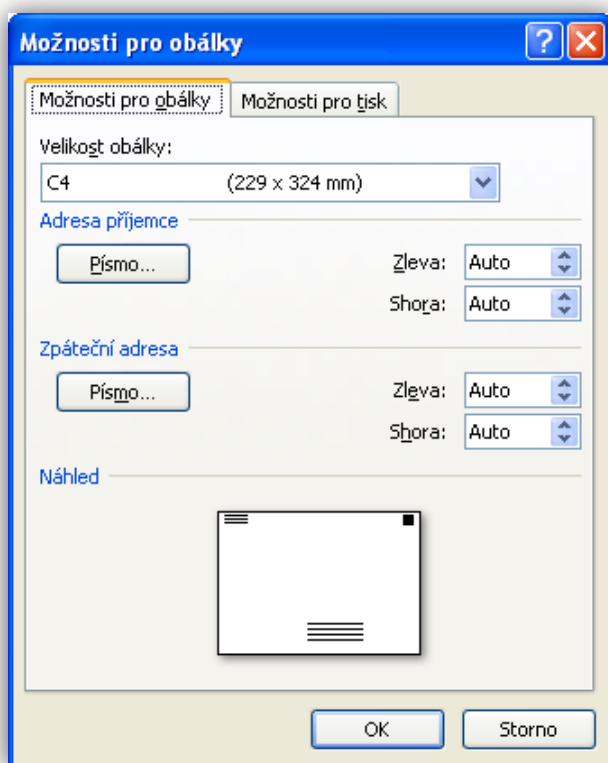 Možnosti pro obálky
Možnosti pro obálky Možnosti pro tisk
Velikost obálky:
C4 (229 x 324 mm)
Adresa příjemce
Písmo... Zleva: Auto
Shora: Auto
Zpáteční adresa
Písmo... Zleva: Auto
Shora: Auto
Náhled
OK Storno